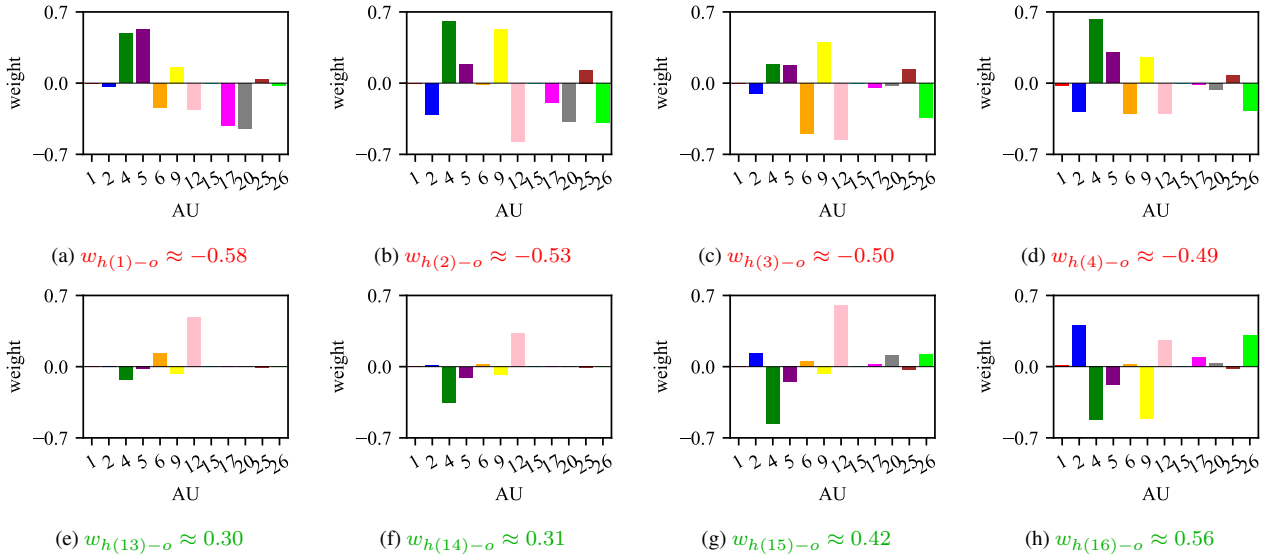 0.7
0.0
−0.7
weight
1 2 4 5 6 9 12 15 17 20 25 26
AU
(a) w_{h(1)−o} ≈ −0.58
0.7
0.0
−0.7
weight
1 2 4 5 6 9 12 15 17 20 25 26
AU
(b) w_{h(2)−o} ≈ −0.53
0.7
0.0
−0.7
weight
1 2 4 5 6 9 12 15 17 20 25 26
AU
(c) w_{h(3)−o} ≈ −0.50
0.7
0.0
−0.7
weight
1 2 4 5 6 9 12 15 17 20 25 26
AU
(d) w_{h(4)−o} ≈ −0.49
0.7
0.0
−0.7
weight
1 2 4 5 6 9 12 15 17 20 25 26
AU
(e) w_{h(13)−o} ≈ 0.30
0.7
0.0
−0.7
weight
1 2 4 5 6 9 12 15 17 20 25 26
AU
(f) w_{h(14)−o} ≈ 0.31
0.7
0.0
−0.7
weight
1 2 4 5 6 9 12 15 17 20 25 26
AU
(g) w_{h(15)−o} ≈ 0.42
0.7
0.0
−0.7
weight
1 2 4 5 6 9 12 15 17 20 25 26
AU
(h) w_{h(16)−o} ≈ 0.56